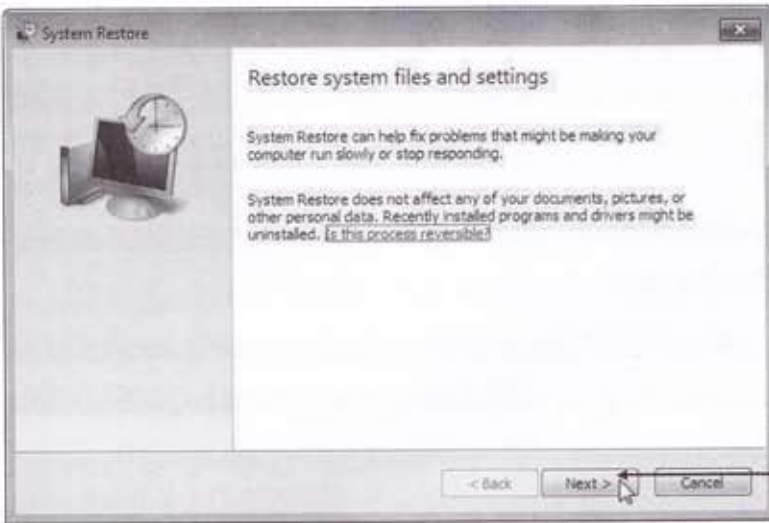 System Restore
Restore system files and settings
System Restore can help fix problems that might be making your
computer run slowly or stop responding.
System Restore does not affect any of your documents, pictures, or
other personal data. Recently installed programs and drivers might be
uninstalled. Is this process reversible?
< Back Next > Cancel